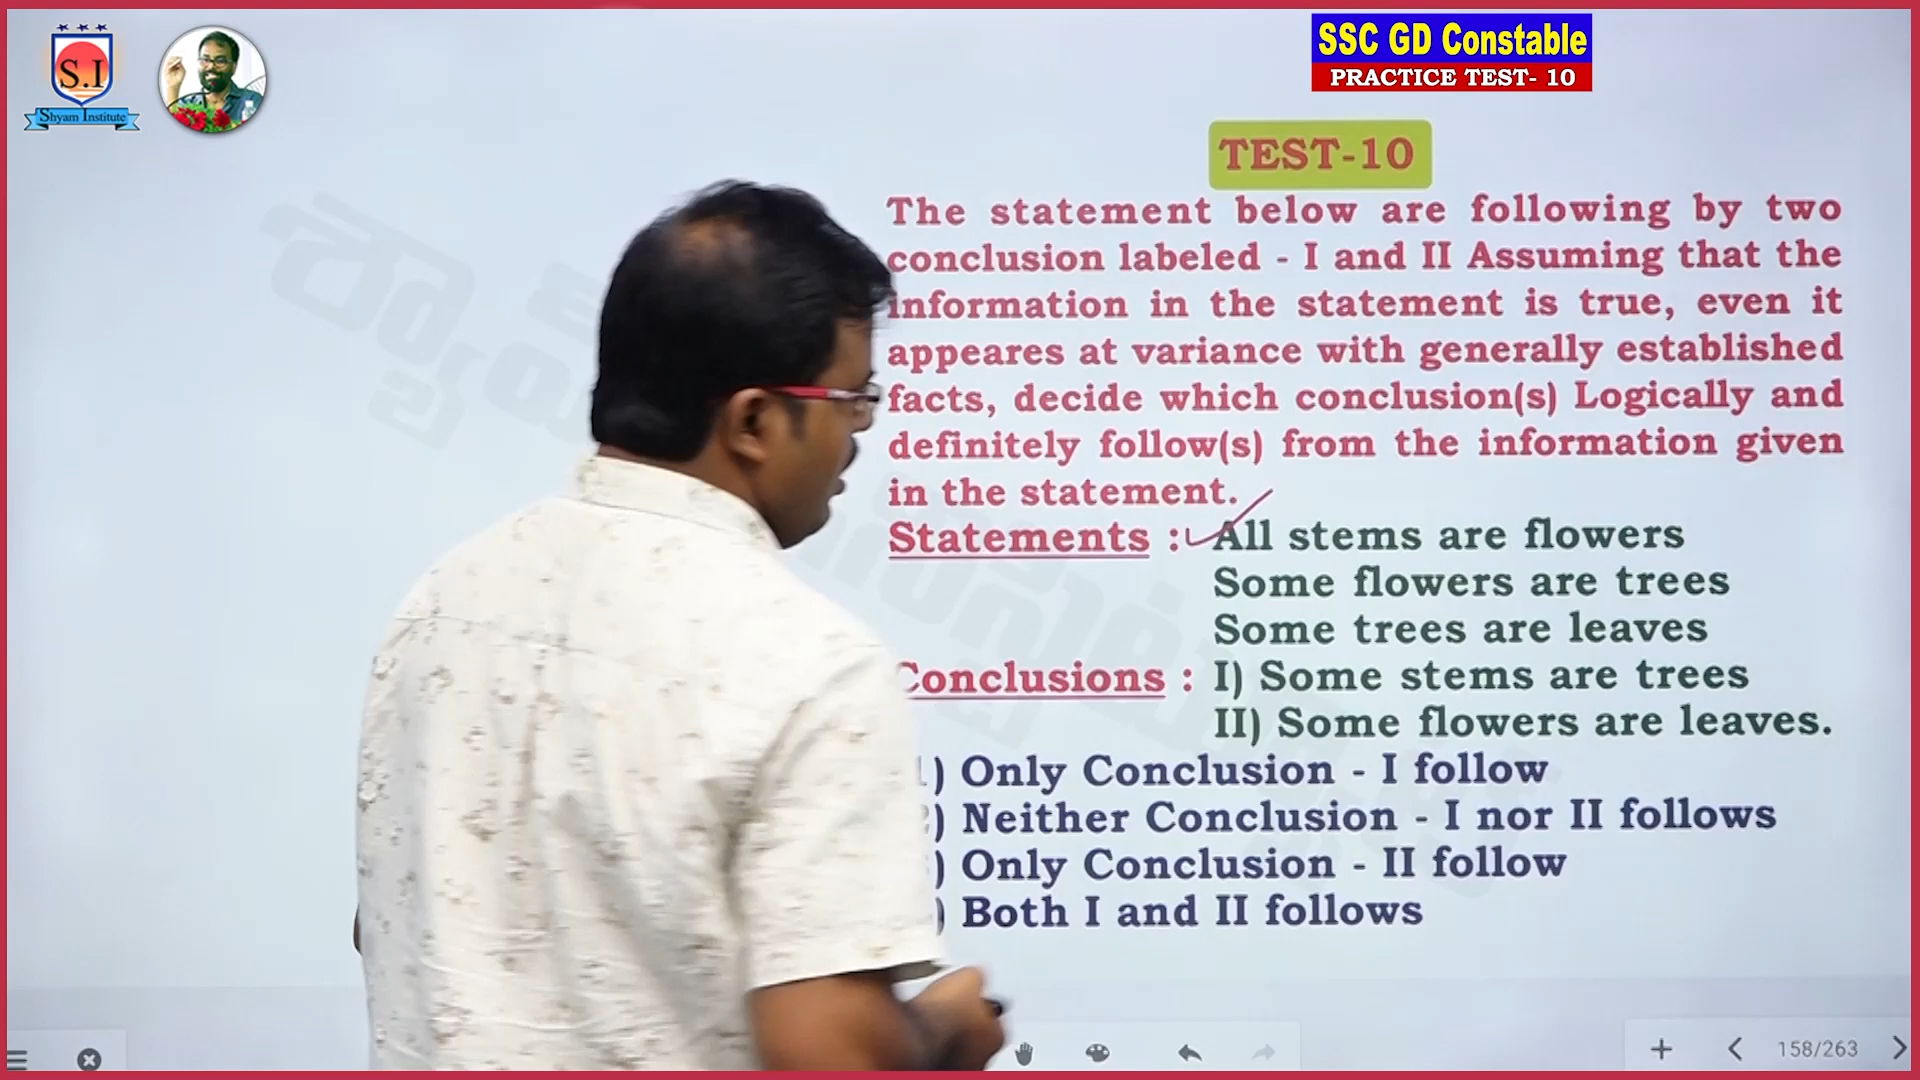 S.I
Shyam Institute
SSC GD Constable
PRACTICE TEST- 10
TEST-10
The statement below are following by two
conclusion labeled - I and II Assuming that the
information in the statement is true, even it
appeares at variance with generally established
facts, decide which conclusion(s) Logically and
definitely follow(s) from the information given
in the statement.
Statements : All stems are flowers
Some flowers are trees
Some trees are leaves
Conclusions : I) Some stems are trees
II) Some flowers are leaves.
1) Only Conclusion - I follow
2) Neither Conclusion - I nor II follows
) Only Conclusion - II follow
) Both I and II follows
158/263